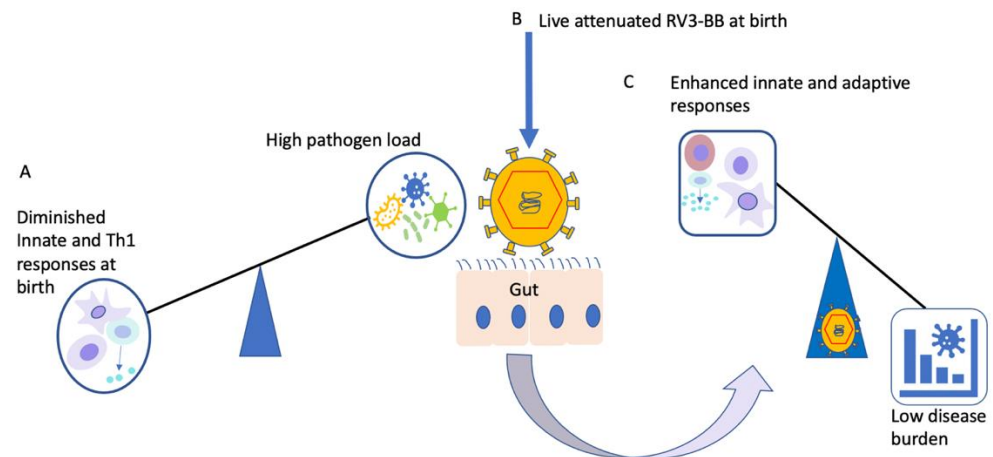 A
Diminished
Innate and Th1
responses at
birth
High pathogen load
B
Live attenuated RV3-BB at birth
Gut
C
Enhanced innate and adaptive
responses
Low disease
burden